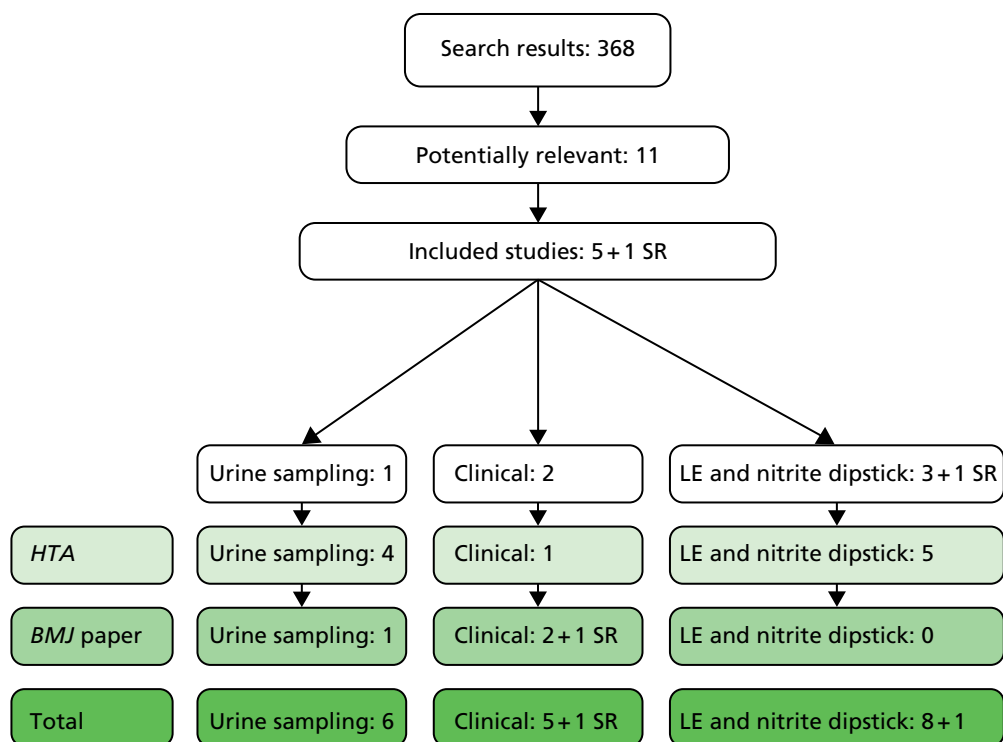 Search results: 368
Potentially relevant: 11
Included studies: 5+1 SR
Urine sampling: 1
Clinical: 2
LE and nitrite dipstick: 3+1 SR
HTA
Urine sampling: 4
Clinical: 1
LE and nitrite dipstick: 5
BMJ paper
Urine sampling: 1
Clinical: 2+1 SR
LE and nitrite dipstick: 0
Total
Urine sampling: 6
Clinical: 5+1 SR
LE and nitrite dipstick: 8+1